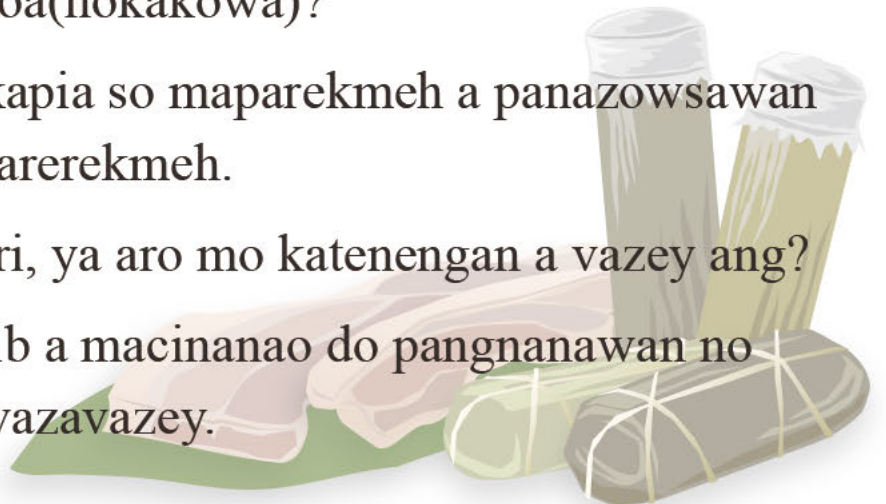 oa(nokakowa)?
kapia so maparekmeh a panazowsawan
arerekmeh.
ri, ya aro mo katenengan a vazey ang?
ib a macinanao do pangnanawan no
vazavazey.